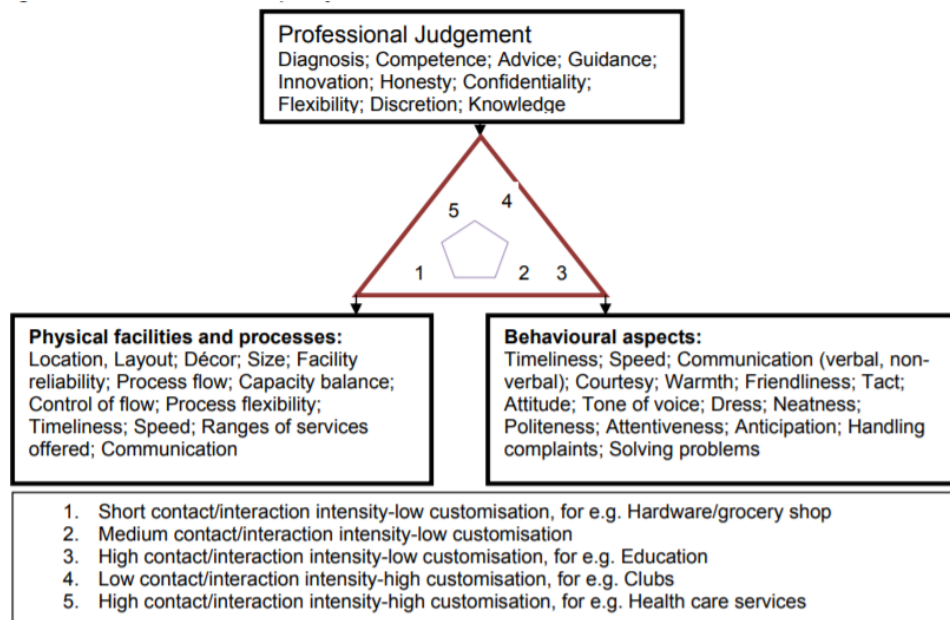 Professional Judgement
Diagnosis; Competence; Advice; Guidance;
Innovation; Honesty; Confidentiality;
Flexibility; Discretion; Knowledge
4
5
1
2
3
Physical facilities and processes:
Location, Layout; Décor; Size; Facility
reliability; Process flow; Capacity balance;
Control of flow; Process flexibility;
Timeliness; Speed; Ranges of services
offered; Communication
Behavioural aspects:
Timeliness; Speed; Communication (verbal, non-
verbal); Courtesy; Warmth; Friendliness; Tact;
Attitude; Tone of voice; Dress; Neatness;
Politeness; Attentiveness; Anticipation; Handling
complaints; Solving problems
1. Short contact/interaction intensity-low customisation, for e.g. Hardware/grocery shop
2. Medium contact/interaction intensity-low customisation
3. High contact/interaction intensity-low customisation, for e.g. Education
4. Low contact/interaction intensity-high customisation, for e.g. Clubs
5. High contact/interaction intensity-high customisation, for e.g. Health care services